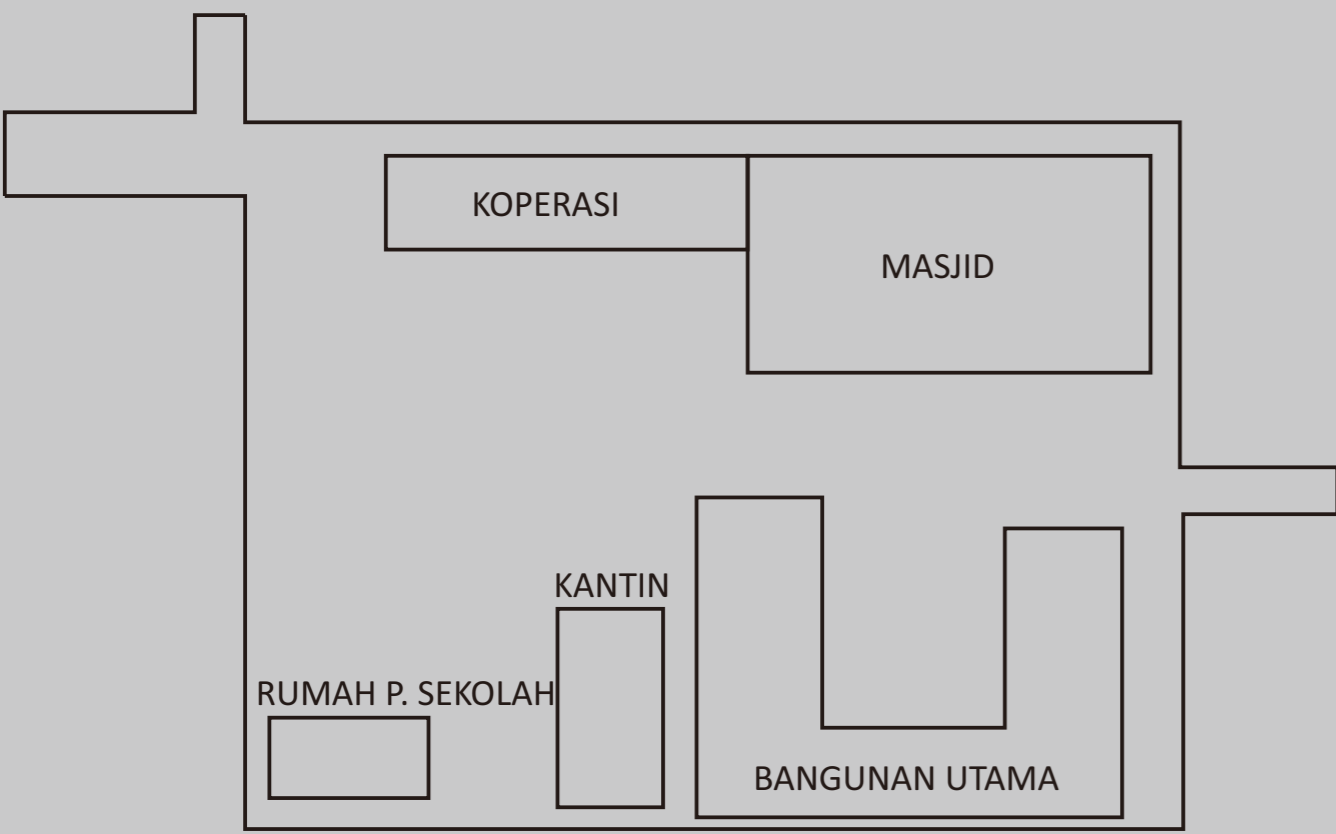 KOPERASI
MASJID
KANTIN
RUMAH P. SEKOLAH
BANGUNAN UTAMA